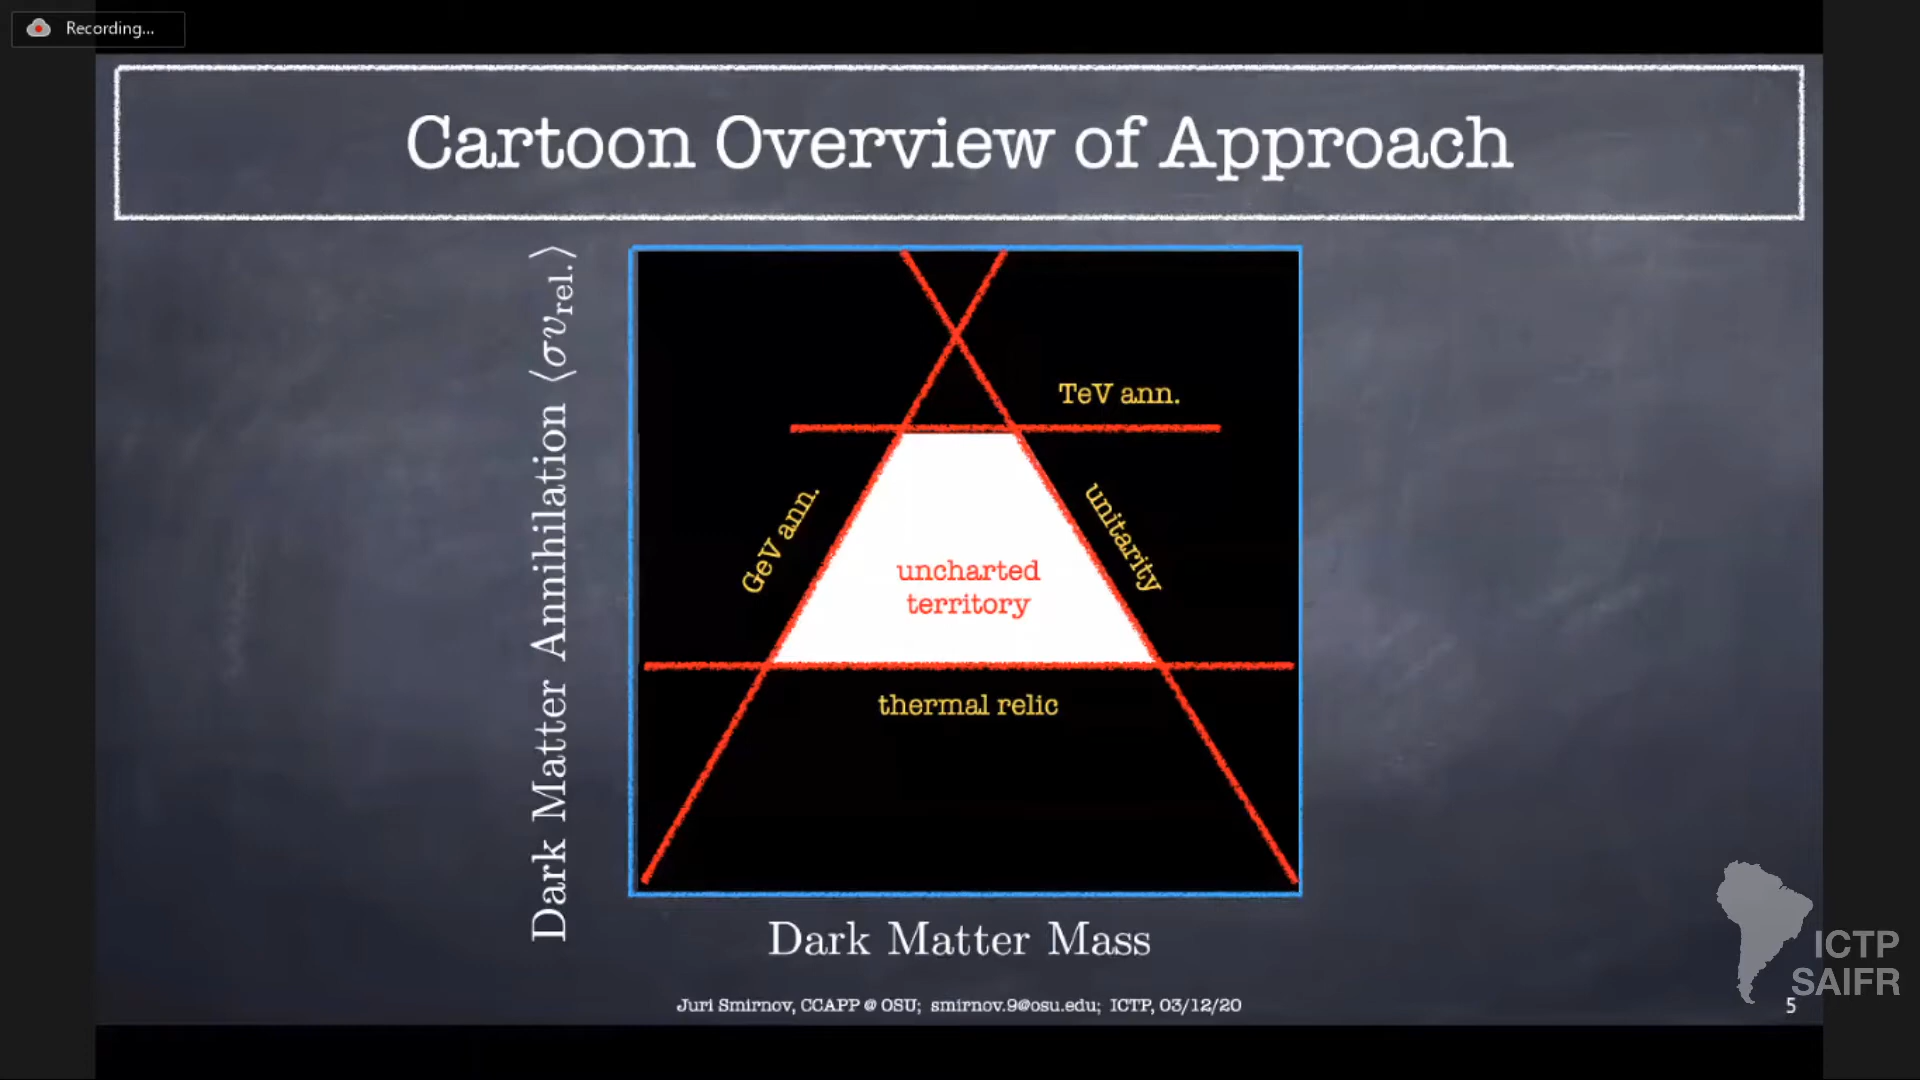 Recording...
Cartoon Overview of Approach
Dark Matter Annihilation ⟨σv_rel.⟩
TeV ann.
GeV ann.
unitarity
uncharted
territory
thermal relic
Dark Matter Mass
Juri Smirnov, CCAPP @ OSU; smirnov.9@osu.edu; ICTP, 03/12/20
5
ICTP
SAIFR